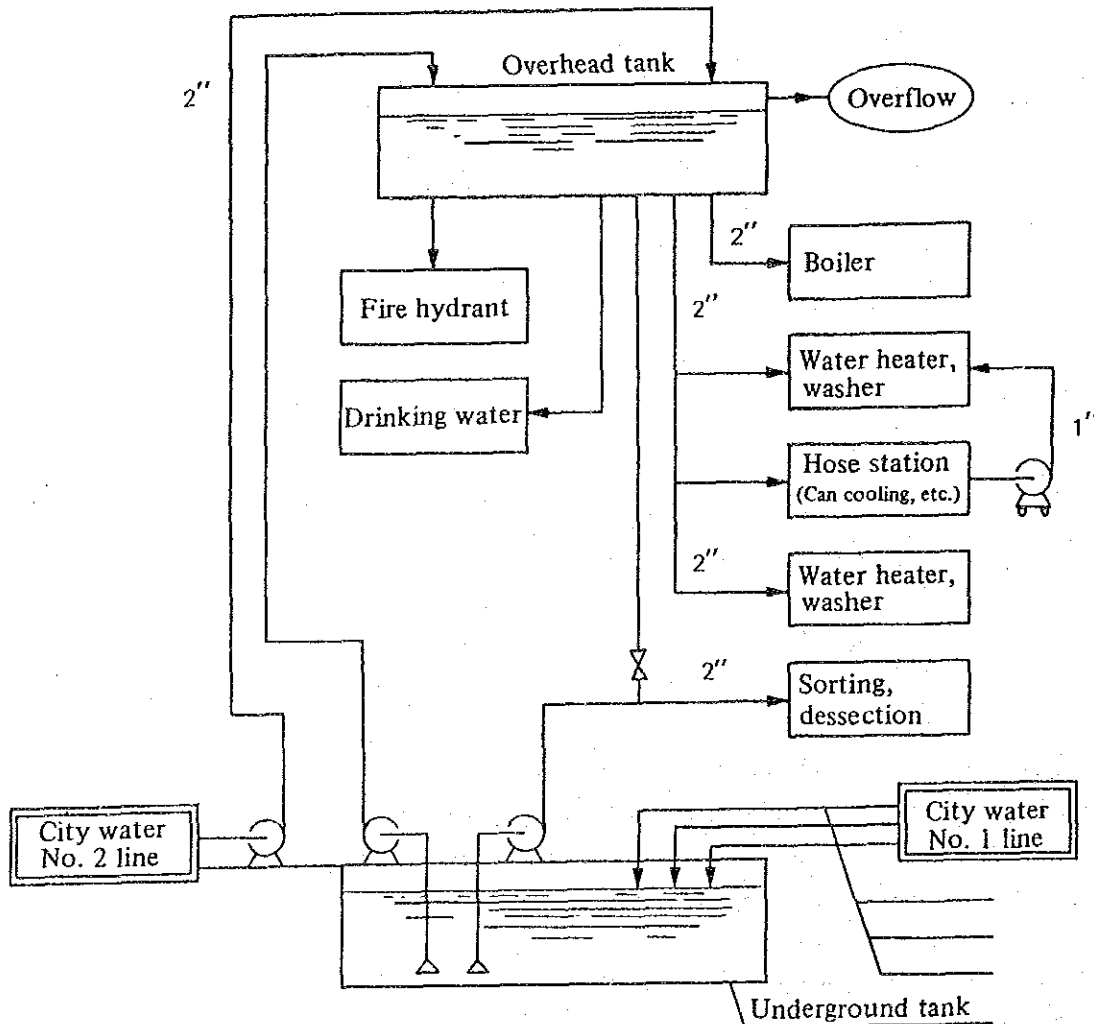 2″
Overhead tank
Overflow
2″
Boiler
Fire hydrant
2″
Water heater,
washer
Drinking water
1″
Hose station
(Can cooling, etc.)
2″
Water heater,
washer
2″
Sorting,
dessection
City water
No. 2 line
City water
No. 1 line
Underground tank